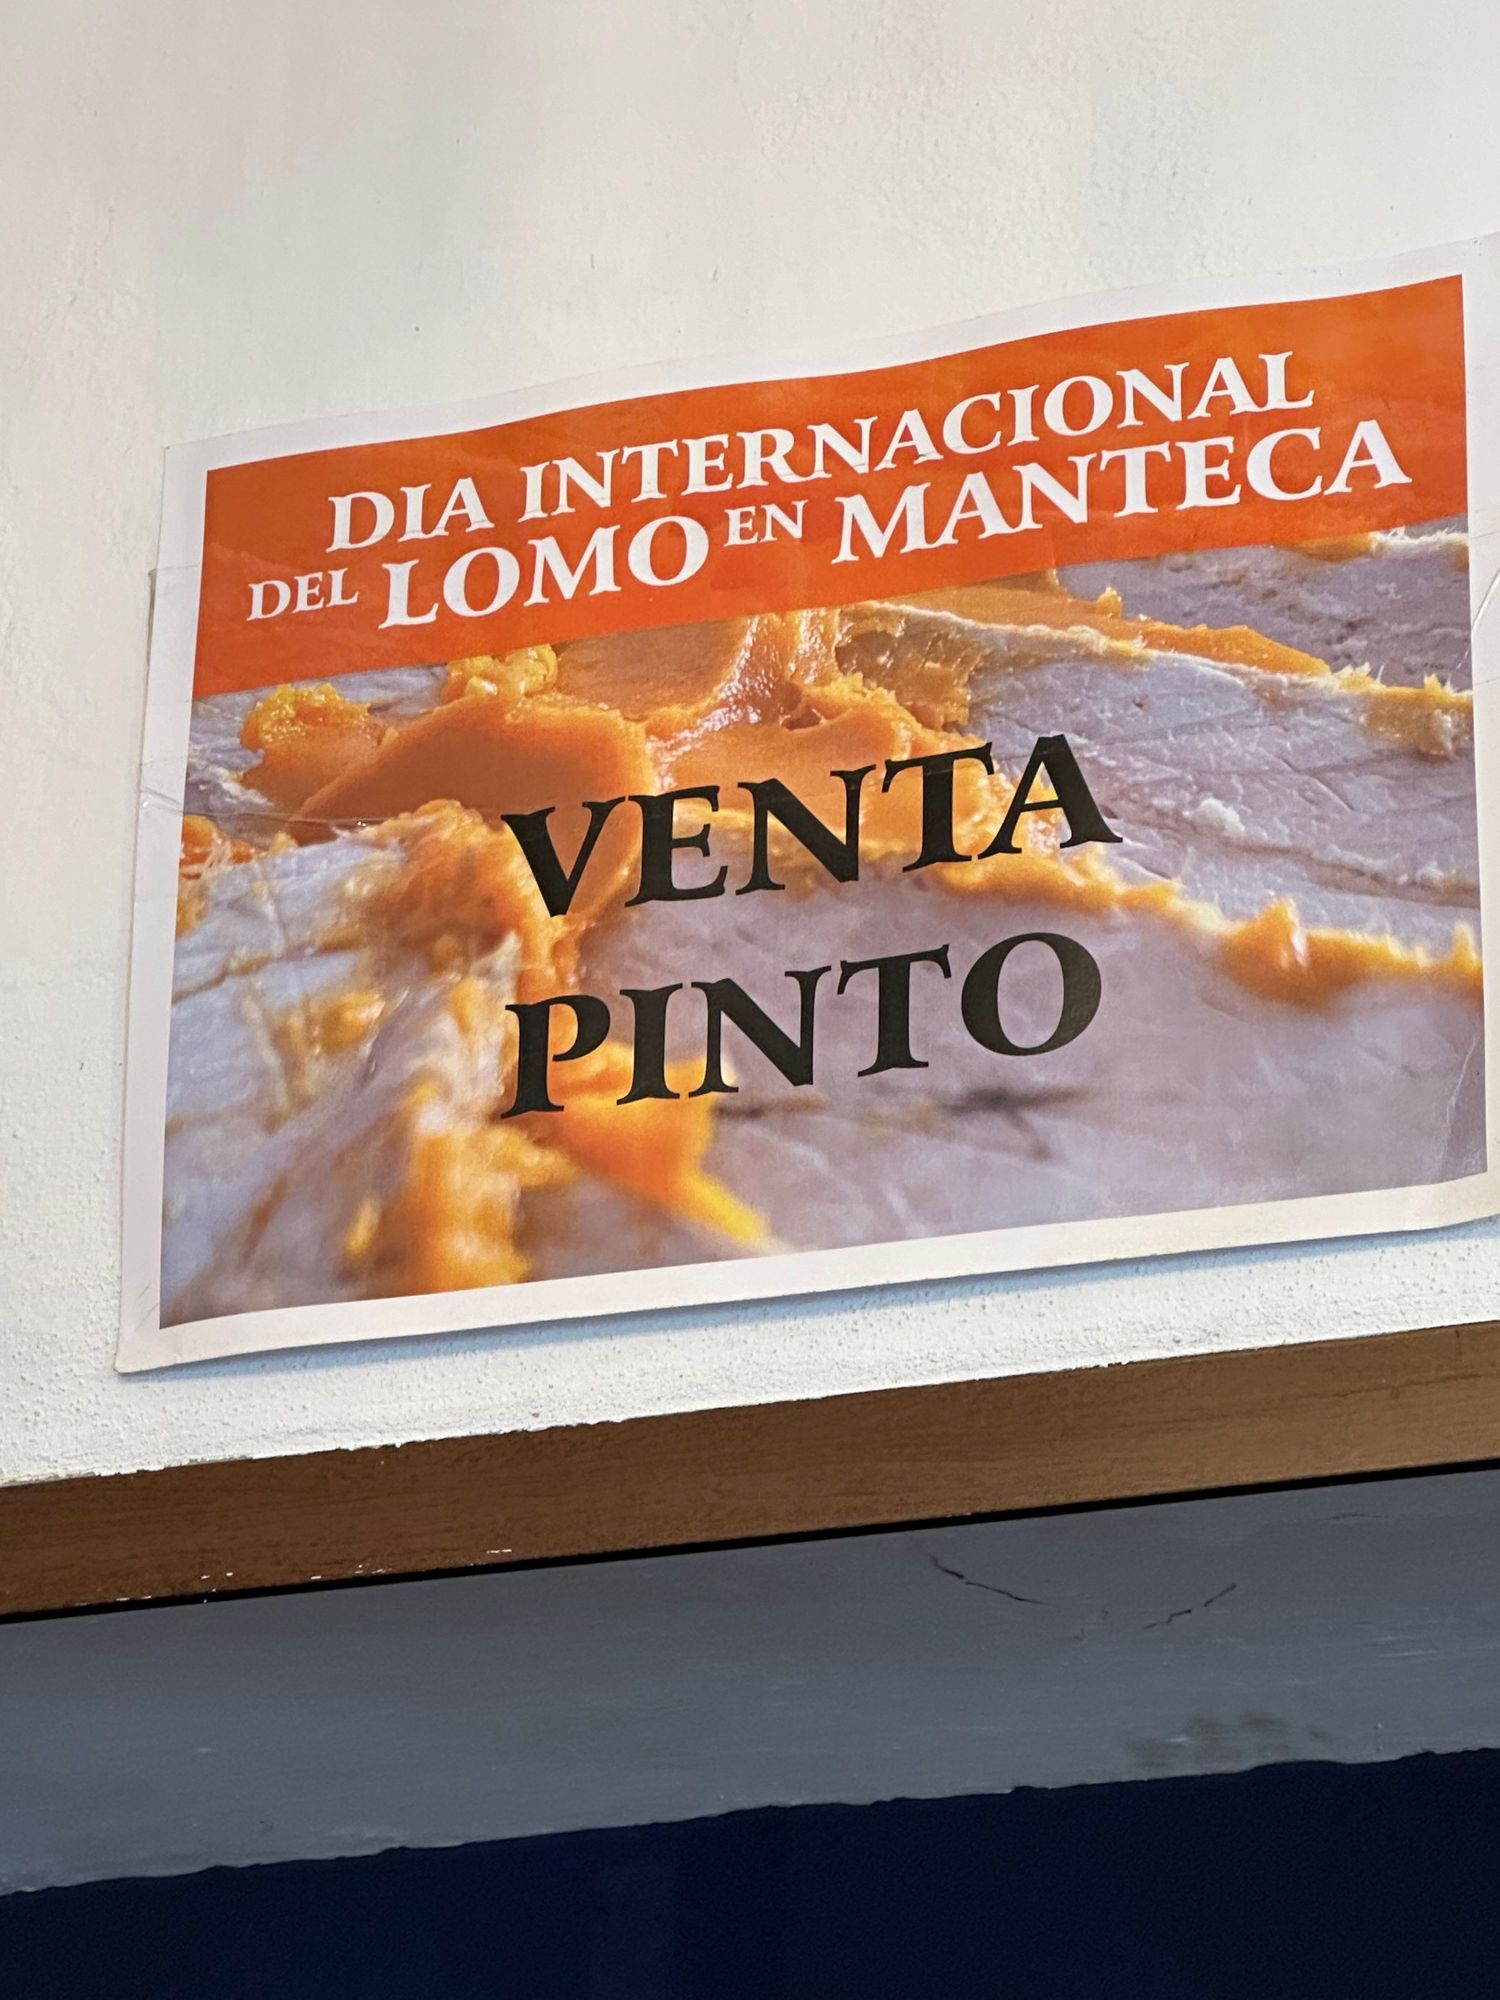 DIA INTERNACIONAL
DEL LOMO EN MANTECA
VENTA
PINTO